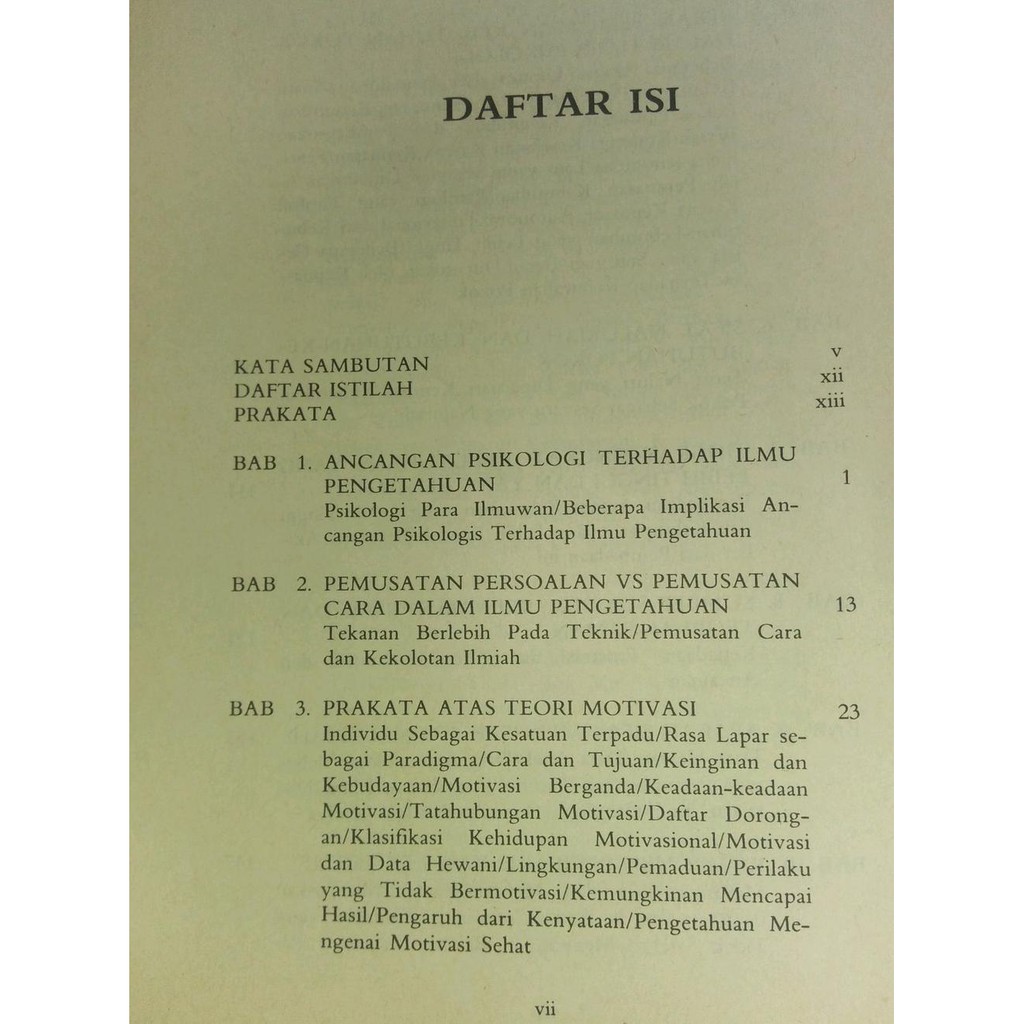 DAFTAR ISI
KATA SAMBUTAN v
DAFTAR ISTILAH xii
PRAKATA xiii
BAB 1. ANCANGAN PSIKOLOGI TERHADAP ILMU
PENGETAHUAN 1
Psikologi Para Ilmuwan/Beberapa Implikasi An-
cangan Psikologis Terhadap Ilmu Pengetahuan
BAB 2. PEMUSATAN PERSOALAN VS PEMUSATAN
CARA DALAM ILMU PENGETAHUAN 13
Tekanan Berlebih Pada Teknik/Pemusatan Cara
dan Kekolotan Ilmiah
BAB 3. PRAKATA ATAS TEORI MOTIVASI 23
Individu Sebagai Kesatuan Terpadu/Rasa Lapar se-
bagai Paradigma/Cara dan Tujuan/Keinginan dan
Kebudayaan/Motivasi Berganda/Keadaan-keadaan
Motivasi/Tatahubungan Motivasi/Daftar Dorong-
an/Klasifikasi Kehidupan Motivasional/Motivasi
dan Data Hewani/Lingkungan/Pemaduan/Perilaku
yang Tidak Bermotivasi/Kemungkinan Mencapai
Hasil/Pengaruh dari Kenyataan/Pengetahuan Me-
ngenai Motivasi Sehat
vii